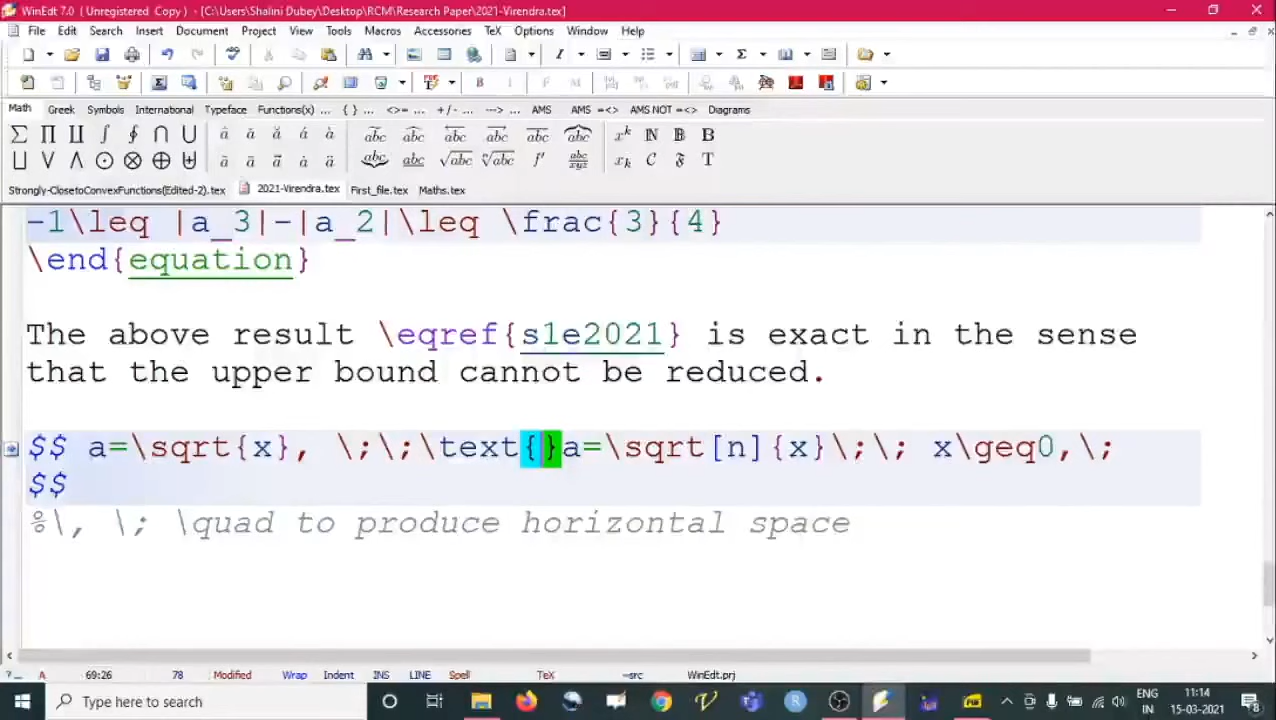 WinEdt 7.0 ( Unregistered Copy ) - [C:\Users\Shalini Dubey\Desktop\RCM\Research Paper\2021-Virendra.tex]
File Edit Search Insert Document Project View Tools Macros Accessories TeX Options Window Help
Math Greek Symbols International Typeface Functions(x) ... { } ... <>= ... +/- ... ---> ... AMS AMS =<> AMS NOT =<> Diagrams
Strongly-ClosetoConvexFunctions(Edited-2).tex 2021-Virendra.tex First_file.tex Maths.tex
-1\leq |a_3|-|a_2|\leq \frac{3}{4}
\end{equation}
The above result \eqref{s1e2021} is exact in the sense
that the upper bound cannot be reduced.
$$ a=\sqrt{x}, \;\;\text{}a=\sqrt[n]{x}\;\; x\geq0,\;
$$
%\, \; \quad to produce horizontal space
A 69:26 78 Modified Wrap Indent INS LINE Spell TeX --src WinEdt.prj
Type here to search
ENG 11:14
IN 15-03-2021